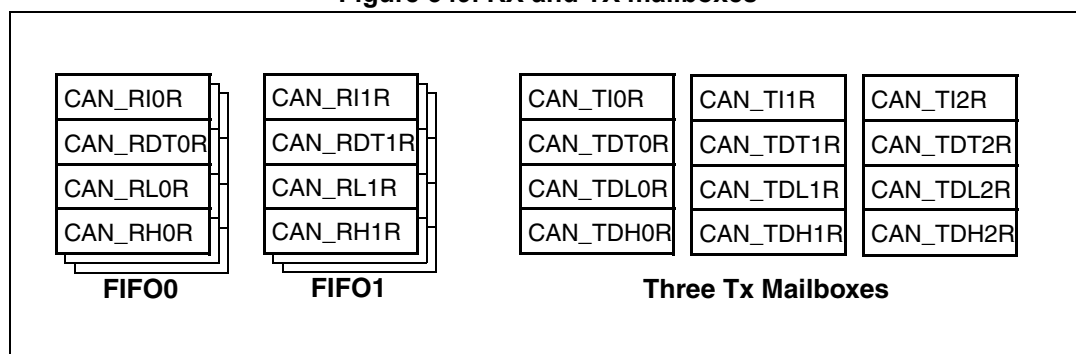 Figure RX and TX mailboxes
CAN_RI0R
CAN_RDT0R
CAN_RL0R
CAN_RH0R
FIFO0
CAN_RI1R
CAN_RDT1R
CAN_RL1R
CAN_RH1R
FIFO1
CAN_TI0R
CAN_TDT0R
CAN_TDL0R
CAN_TDH0R
CAN_TI1R
CAN_TDT1R
CAN_TDL1R
CAN_TDH1R
CAN_TI2R
CAN_TDT2R
CAN_TDL2R
CAN_TDH2R
Three Tx Mailboxes